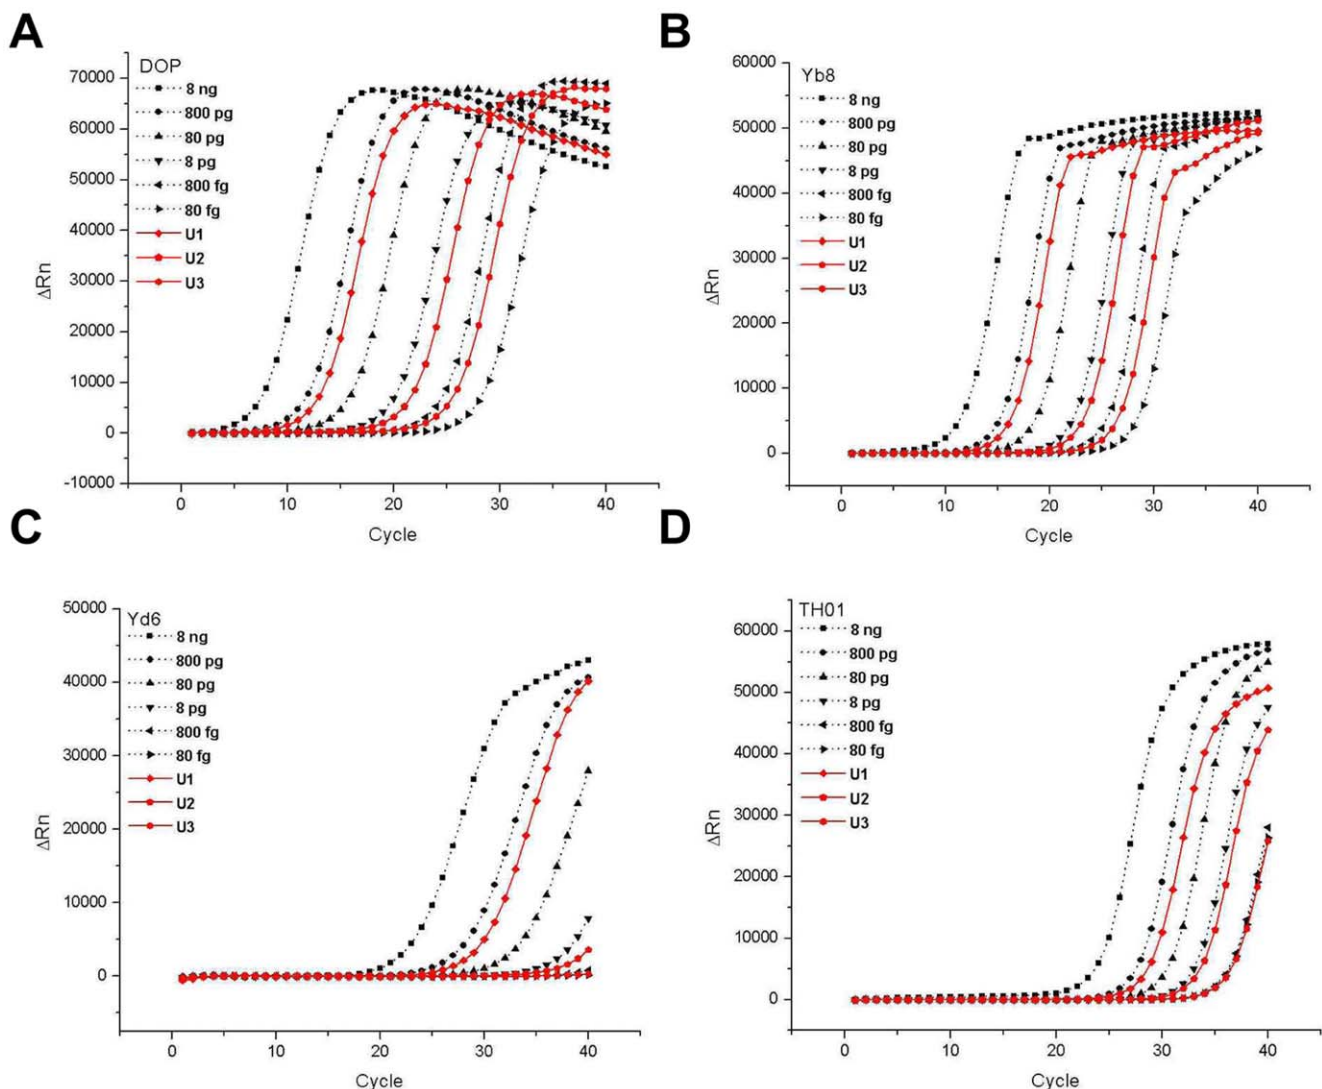 A
DOP
8 ng
800 pg
80 pg
8 pg
800 fg
80 fg
U1
U2
U3
70000
60000
50000
40000
30000
20000
10000
0
-10000
ΔRn
0 10 20 30 40
Cycle
B
Yb8
8 ng
800 pg
80 pg
8 pg
800 fg
80 fg
U1
U2
U3
60000
50000
40000
30000
20000
10000
0
ΔRn
0 10 20 30 40
Cycle
C
Yd6
8 ng
800 pg
80 pg
8 pg
800 fg
80 fg
U1
U2
U3
50000
40000
30000
20000
10000
0
ΔRn
0 10 20 30 40
Cycle
D
TH01
8 ng
800 pg
80 pg
8 pg
800 fg
80 fg
U1
U2
U3
60000
50000
40000
30000
20000
10000
0
ΔRn
0 10 20 30 40
Cycle